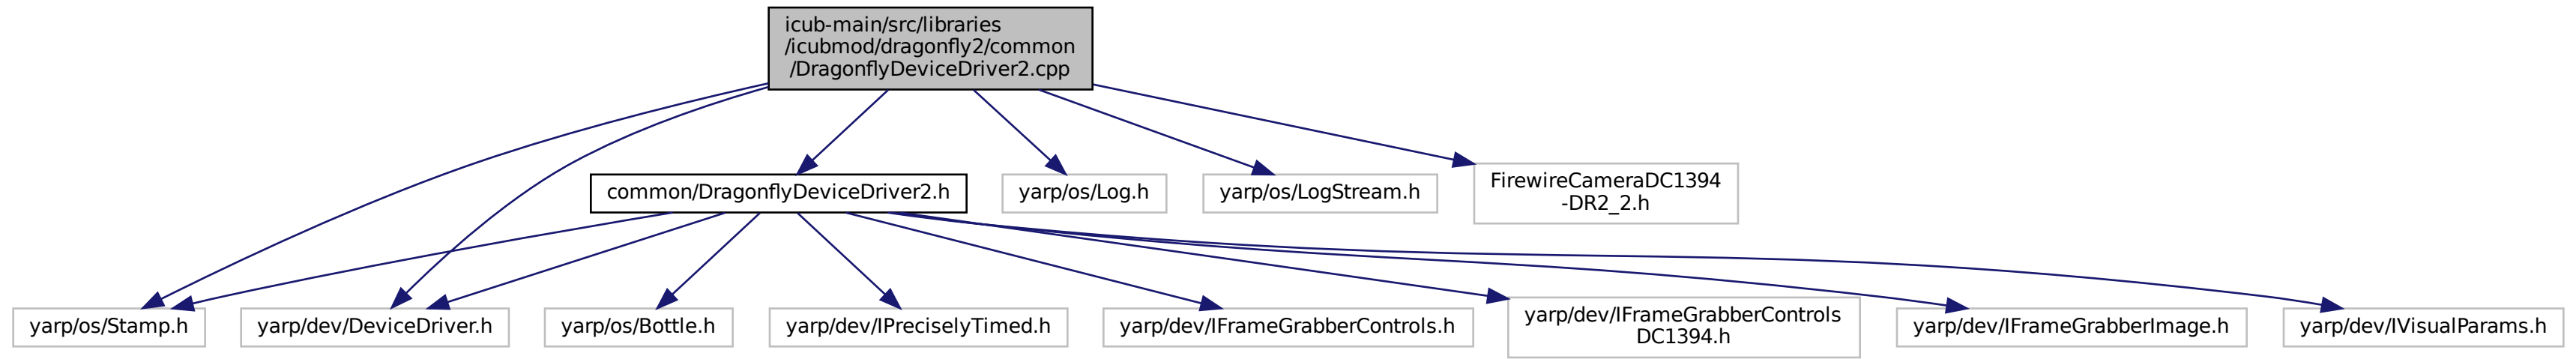 icub-main/src/libraries
/icubmod/dragonfly2/common
/DragonflyDeviceDriver2.cpp
common/DragonflyDeviceDriver2.h
yarp/os/Log.h
yarp/os/LogStream.h
FirewireCameraDC1394
-DR2_2.h
yarp/os/Stamp.h
yarp/dev/DeviceDriver.h
yarp/os/Bottle.h
yarp/dev/IPreciselyTimed.h
yarp/dev/IFrameGrabberControls.h
yarp/dev/IFrameGrabberControls
DC1394.h
yarp/dev/IFrameGrabberImage.h
yarp/dev/IVisualParams.h